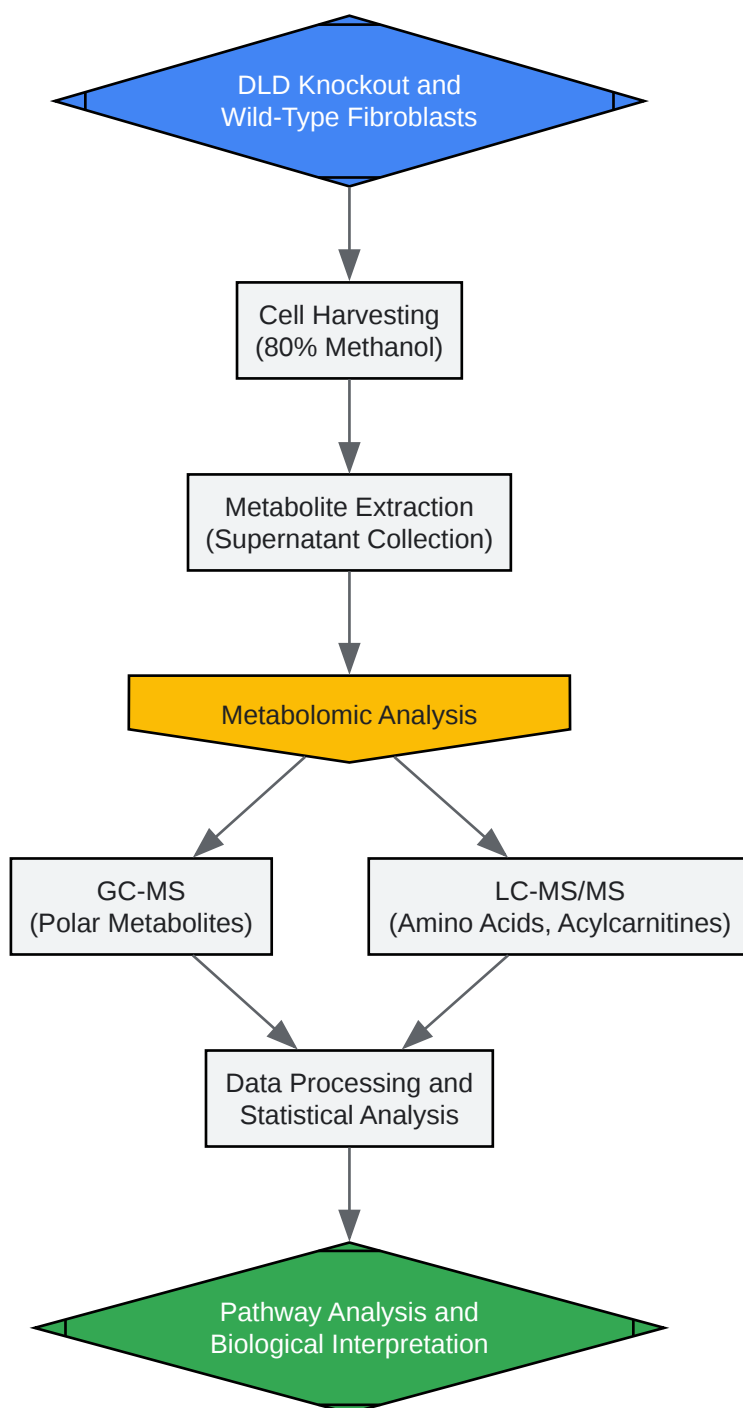 DLD Knockout and
Wild-Type Fibroblasts
Cell Harvesting
(80% Methanol)
Metabolite Extraction
(Supernatant Collection)
Metabolomic Analysis
GC-MS
(Polar Metabolites)
LC-MS/MS
(Amino Acids, Acylcarnitines)
Data Processing and
Statistical Analysis
Pathway Analysis and
Biological Interpretation